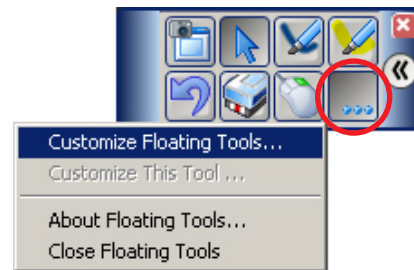 Customize Floating Tools...
Customize This Tool ...
About Floating Tools...
Close Floating Tools